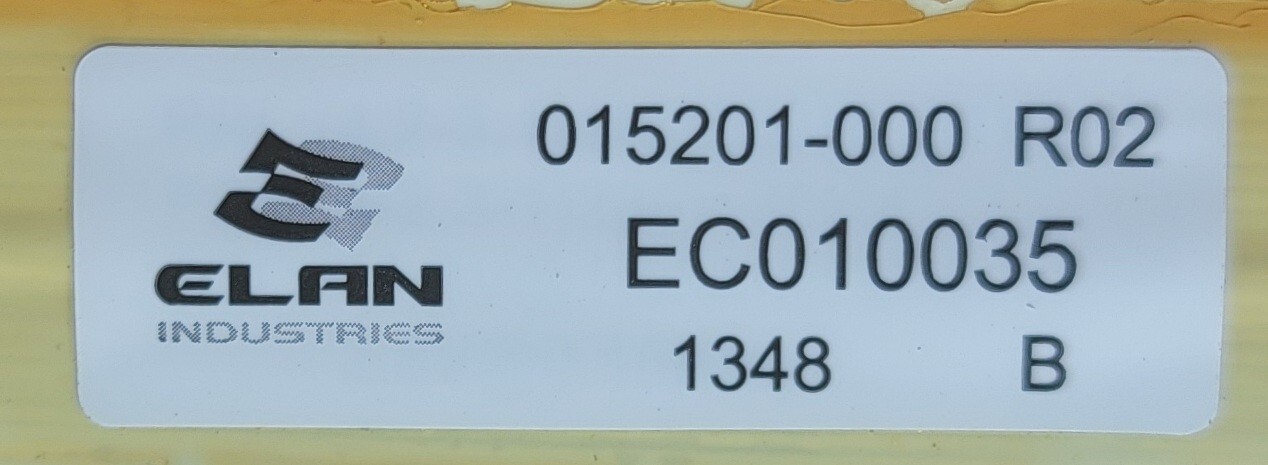 015201-000 R02
EC010035
1348 B
ELAN
INDUSTRIES